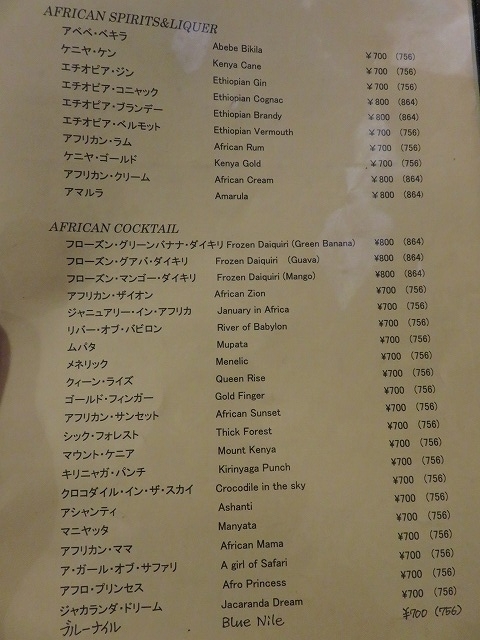 AFRICAN SPIRITS&LIQUER
アベベ・ベキラ Abebe Bikila ¥700 (756)
ケニヤ・ケン Kenya Cane ¥700 (756)
エチオピア・ジン Ethiopian Gin ¥700 (756)
エチオピア・コニャック Ethiopian Cognac ¥800 (864)
エチオピア・ブランデー Ethiopian Brandy ¥800 (864)
エチオピア・ベルモット Ethiopian Vermouth ¥700 (756)
アフリカン・ラム African Rum ¥700 (756)
ケニヤ・ゴールド Kenya Gold ¥700 (756)
アフリカン・クリーム African Cream ¥800 (864)
アマルラ Amarula ¥800 (864)
AFRICAN COCKTAIL
フローズン・グリーンバナナ・ダイキリ Frozen Daiquiri (Green Banana) ¥800 (864)
フローズン・グアバ・ダイキリ Frozen Daiquiri (Guava) ¥800 (864)
フローズン・マンゴー・ダイキリ Frozen Daiquiri (Mango) ¥800 (864)
アフリカン・ザイオン African Zion ¥700 (756)
ジャニュアリー・イン・アフリカ January in Africa ¥700 (756)
リバー・オブ・バビロン River of Babylon ¥700 (756)
ムパタ Mupata ¥700 (756)
メネリック Menelic ¥700 (756)
クィーン・ライズ Queen Rise ¥700 (756)
ゴールド・フィンガー Gold Finger ¥700 (756)
アフリカン・サンセット African Sunset ¥700 (756)
シック・フォレスト Thick Forest ¥700 (756)
マウント・ケニア Mount Kenya ¥700 (756)
キリニャガ・パンチ Kirinyaga Punch ¥700 (756)
クロコダイル・イン・ザ・スカイ Crocodile in the sky ¥700 (756)
アシャンティ Ashanti ¥700 (756)
マニヤッタ Manyata ¥700 (756)
アフリカン・ママ African Mama ¥700 (756)
ア・ガール・オブ・サファリ A girl of Safari ¥700 (756)
アフロ・プリンセス Afro Princess ¥700 (756)
ジャカランダ・ドリーム Jacaranda Dream ¥700 (756)
ブルーナイル Blue Nile ¥700 (756)